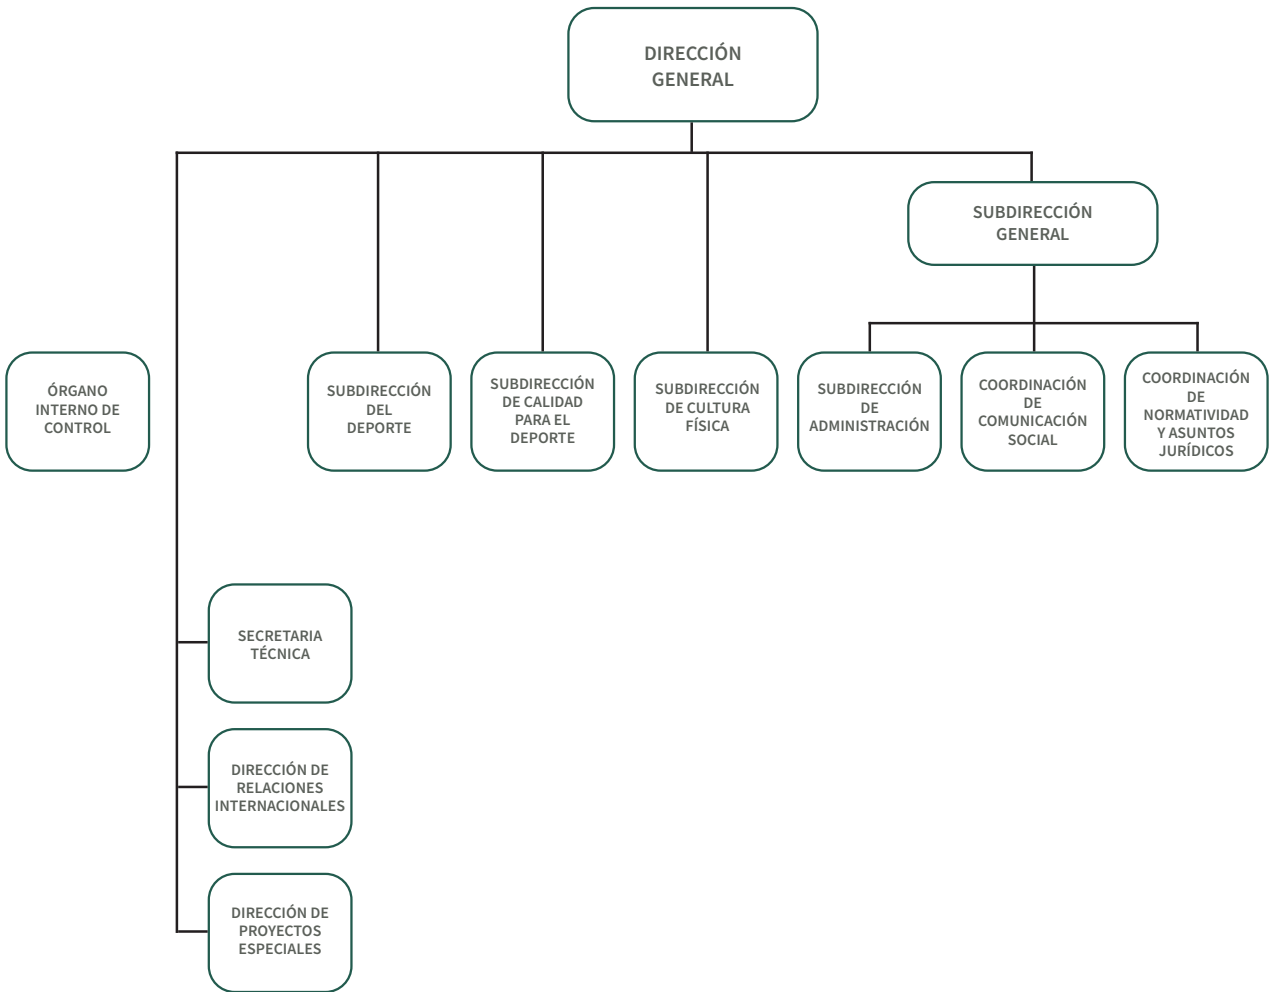 DIRECCIÓN
GENERAL
SUBDIRECCIÓN
GENERAL
ÓRGANO
INTERNO DE
CONTROL
SUBDIRECCIÓN
DEL
DEPORTE
SUBDIRECCIÓN
DE CALIDAD
PARA EL
DEPORTE
SUBDIRECCIÓN
DE CULTURA
FÍSICA
SUBDIRECCIÓN
DE
ADMINISTRACIÓN
COORDINACIÓN
DE
COMUNICACIÓN
SOCIAL
COORDINACIÓN
DE
NORMATIVIDAD
Y ASUNTOS
JURÍDICOS
SECRETARIA
TÉCNICA
DIRECCIÓN DE
RELACIONES
INTERNACIONALES
DIRECCIÓN DE
PROYECTOS
ESPECIALES